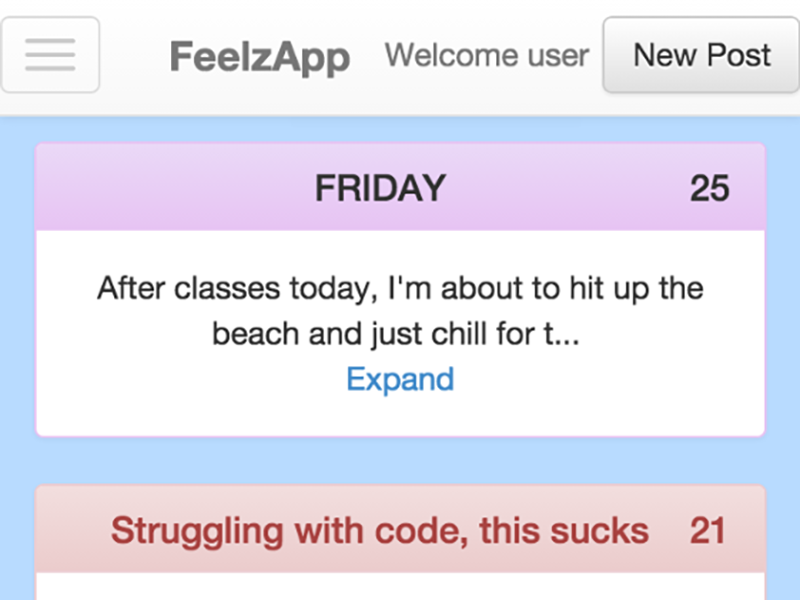 FeelzApp Welcome user New Post
FRIDAY 25
After classes today, I'm about to hit up the
beach and just chill for t...
Expand
Struggling with code, this sucks 21